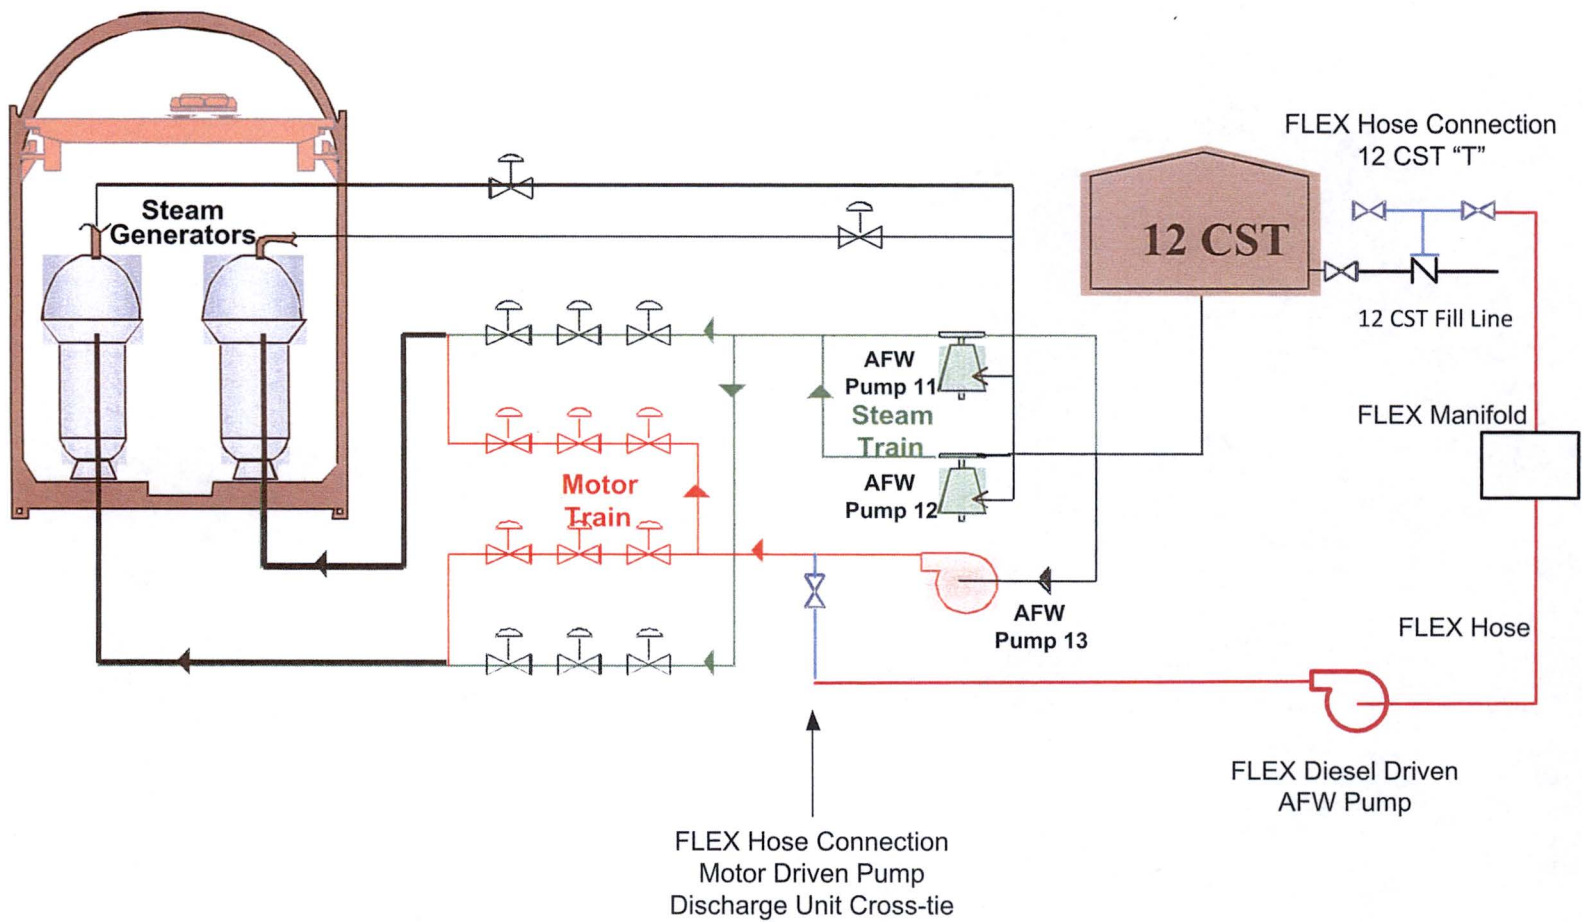 FLEX Hose Connection
12 CST “T”
Steam
Generators
12 CST
12 CST Fill Line
AFW
Pump 11
Steam
Train
FLEX Manifold
AFW
Pump 12
Motor
Train
AFW
Pump 13
FLEX Hose
FLEX Diesel Driven
AFW Pump
FLEX Hose Connection
Motor Driven Pump
Discharge Unit Cross-tie